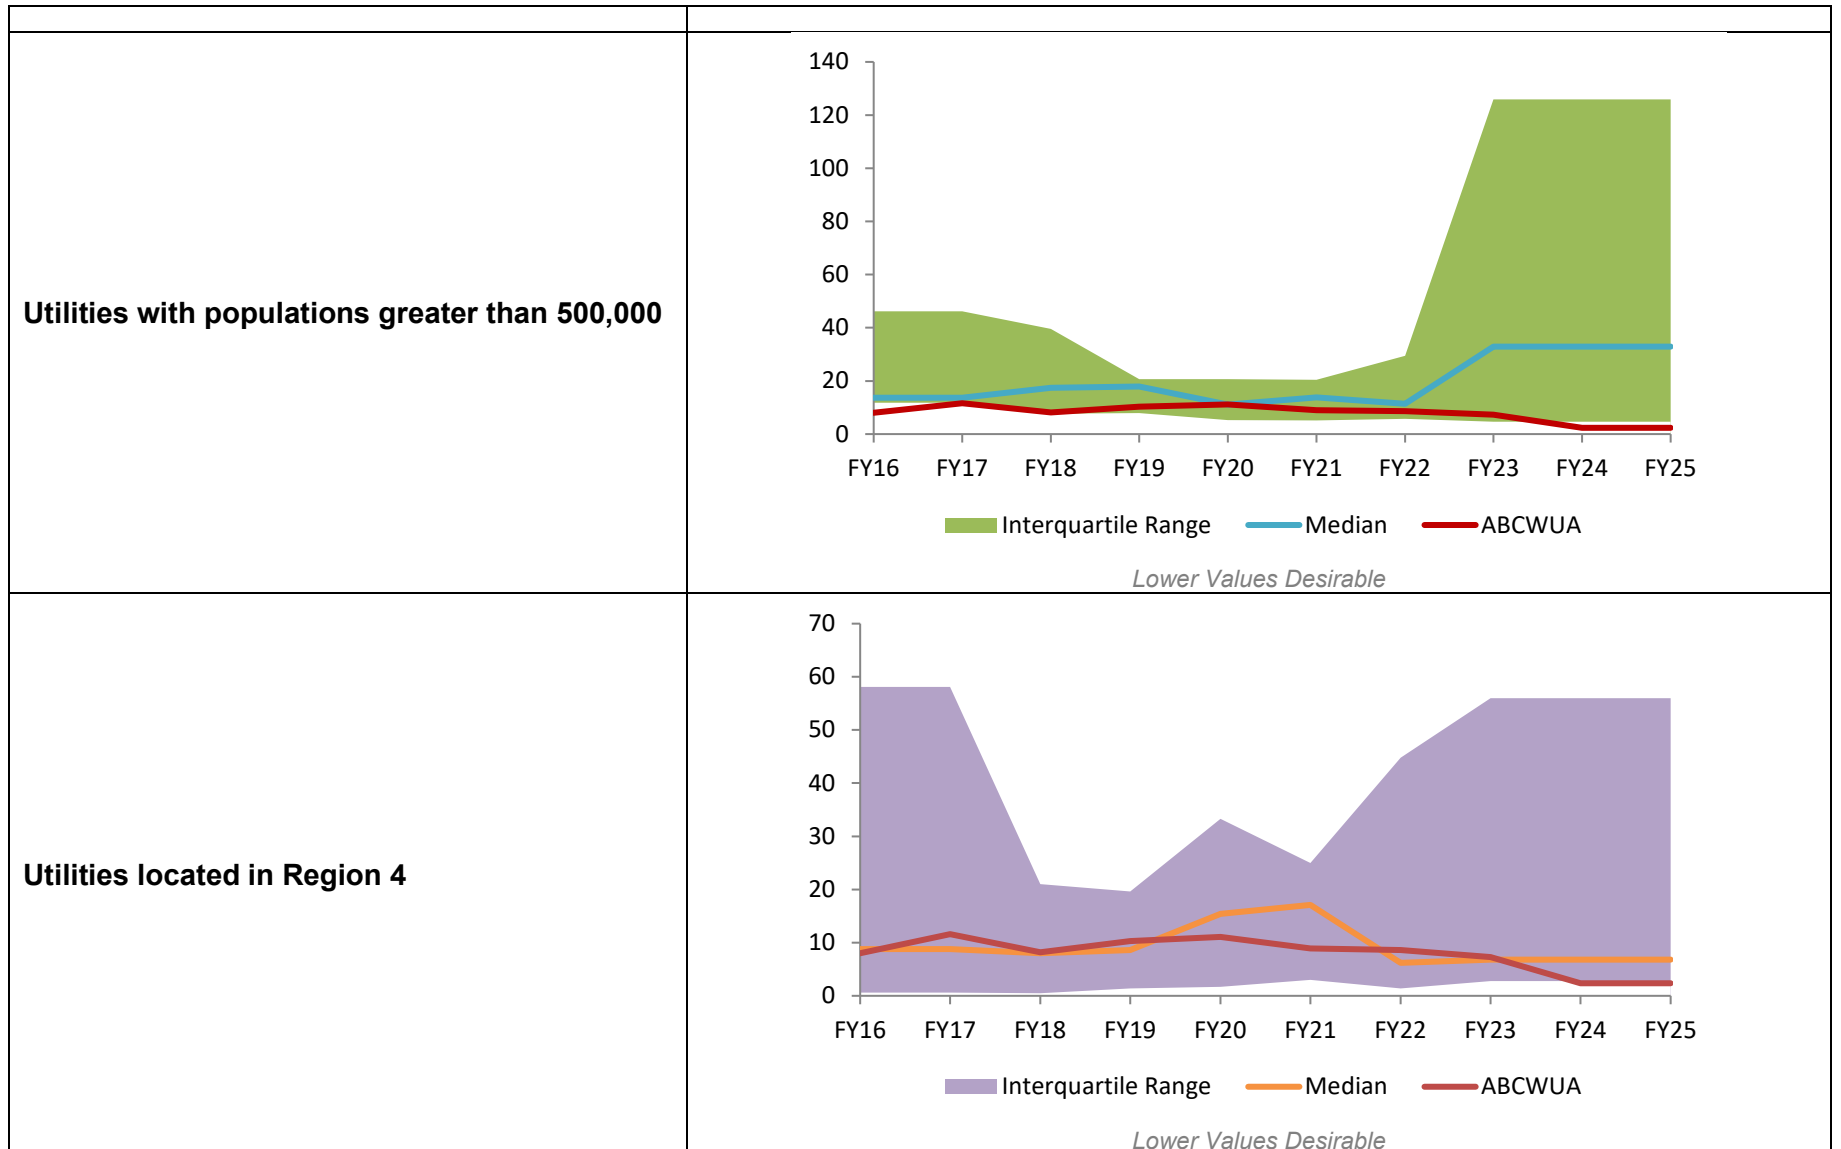 140
120
100
80
60
40
20
0
FY16 FY17 FY18 FY19 FY20 FY21 FY22 FY23 FY24 FY25
Utilities with populations greater than 500,000
Interquartile Range Median ABCWUA
Lower Values Desirable
70
60
50
40
30
20
10
0
FY16 FY17 FY18 FY19 FY20 FY21 FY22 FY23 FY24 FY25
Utilities located in Region 4
Interquartile Range Median ABCWUA
Lower Values Desirable